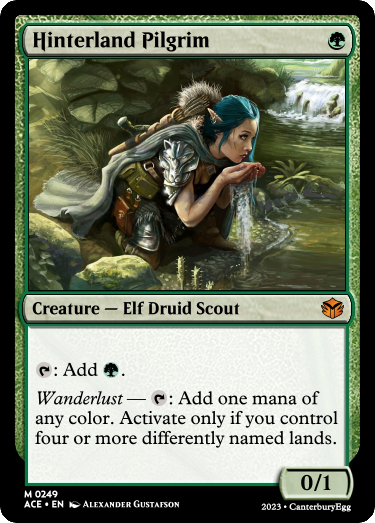 Hinterland Pilgrim
Creature — Elf Druid Scout
: Add .
Wanderlust — : Add one mana of
any color. Activate only if you control
four or more differently named lands.
0/1
M 0249
ACE • EN Alexander Gustafson
2023 • CanterburyEgg